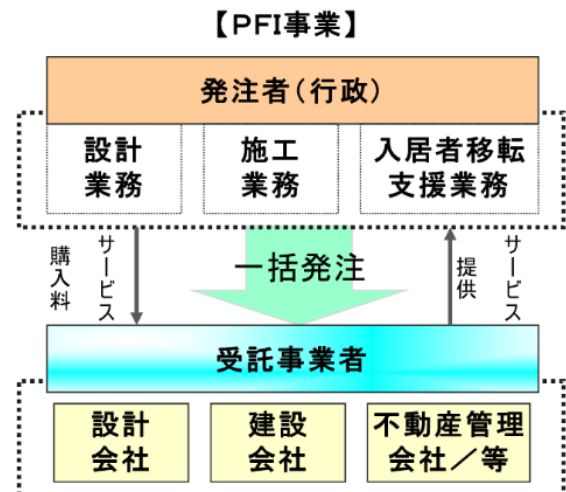 【PFI事業】
発注者(行政)
設計
業務
施工
業務
入居者移転
支援業務
サービス
購入料
一括発注
サービス
提供
受託事業者
設計
会社
建設
会社
不動産管理
会社／等